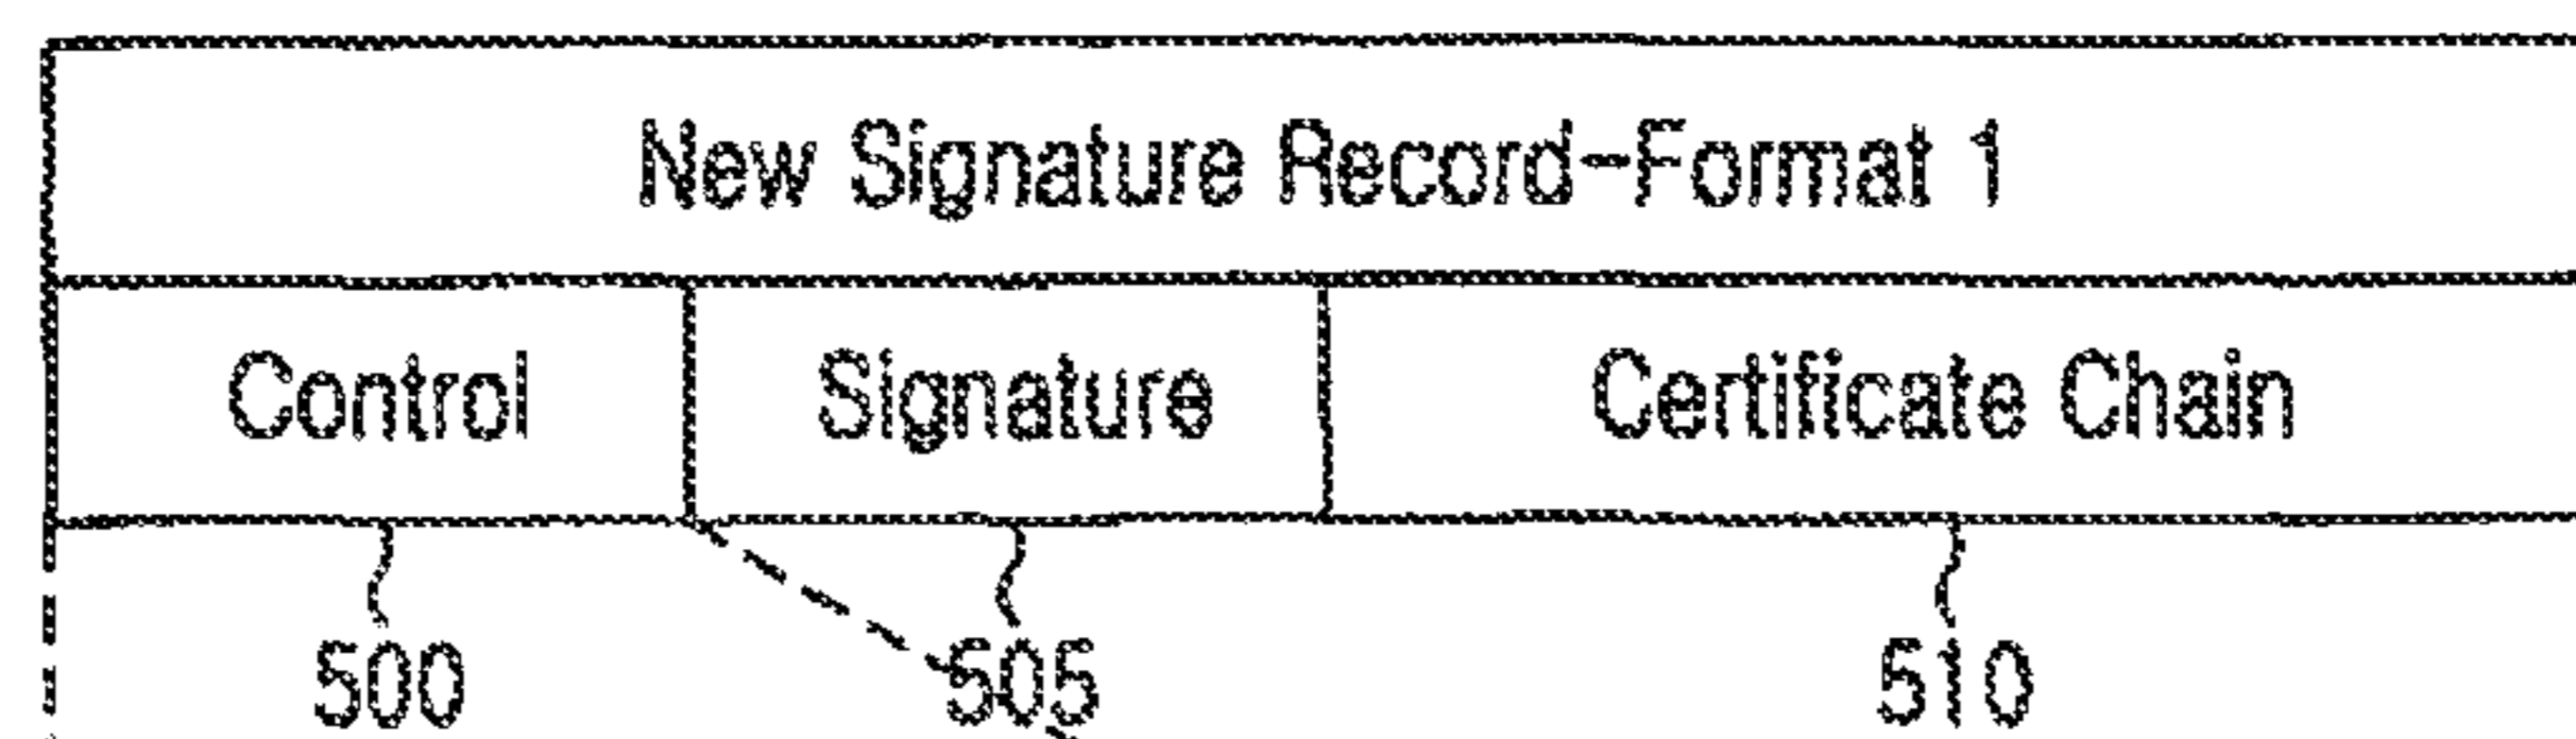 New Signature Record-Format 1
Control Signature Certificate Chain
500 505 510